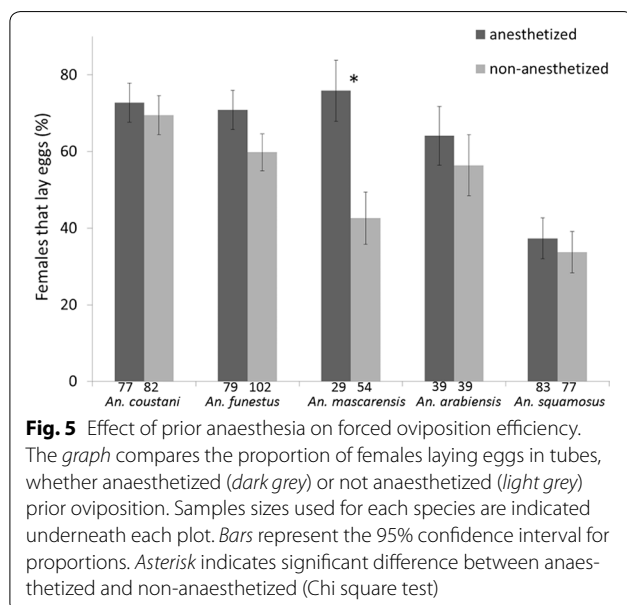 anesthetized
non-anesthetized
*
Females that lay eggs (%)
80
60
40
20
0
77 82 79 102 29 54 39 39 83 77
An. coustani An. funestus An. mascarensis An. arabiensis An. squamosus
Fig. 5 Effect of prior anaesthesia on forced oviposition efficiency.
The graph compares the proportion of females laying eggs in tubes,
whether anaesthetized (dark grey) or not anaesthetized (light grey)
prior oviposition. Samples sizes used for each species are indicated
underneath each plot. Bars represent the 95% confidence interval for
proportions. Asterisk indicates significant difference between anaes-
thetized and non-anaesthetized (Chi square test)